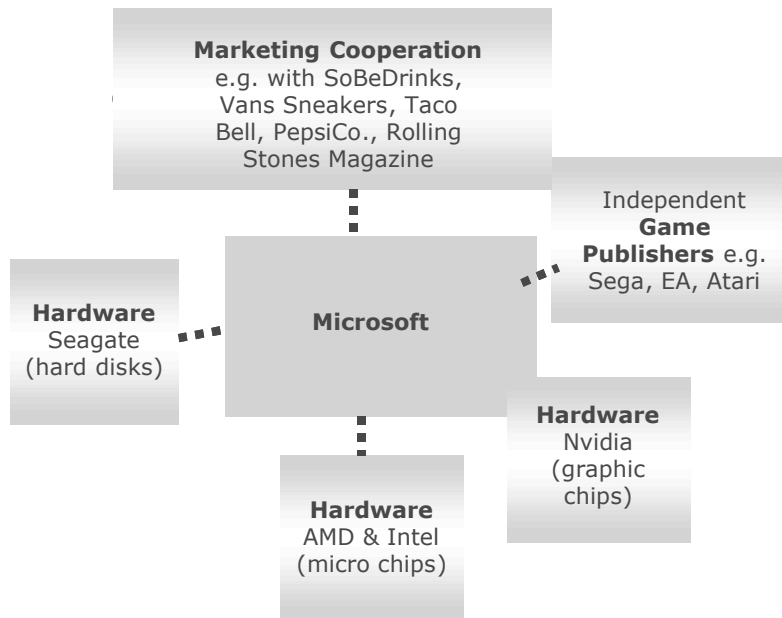 Marketing Cooperation
e.g. with SoBeDrinks,
Vans Sneakers, Taco
Bell, PepsiCo., Rolling
Stones Magazine
Independent
Game
Publishers e.g.
Sega, EA, Atari
Hardware
Seagate
(hard disks)
Microsoft
Hardware
Nvidia
(graphic
chips)
Hardware
AMD & Intel
(micro chips)